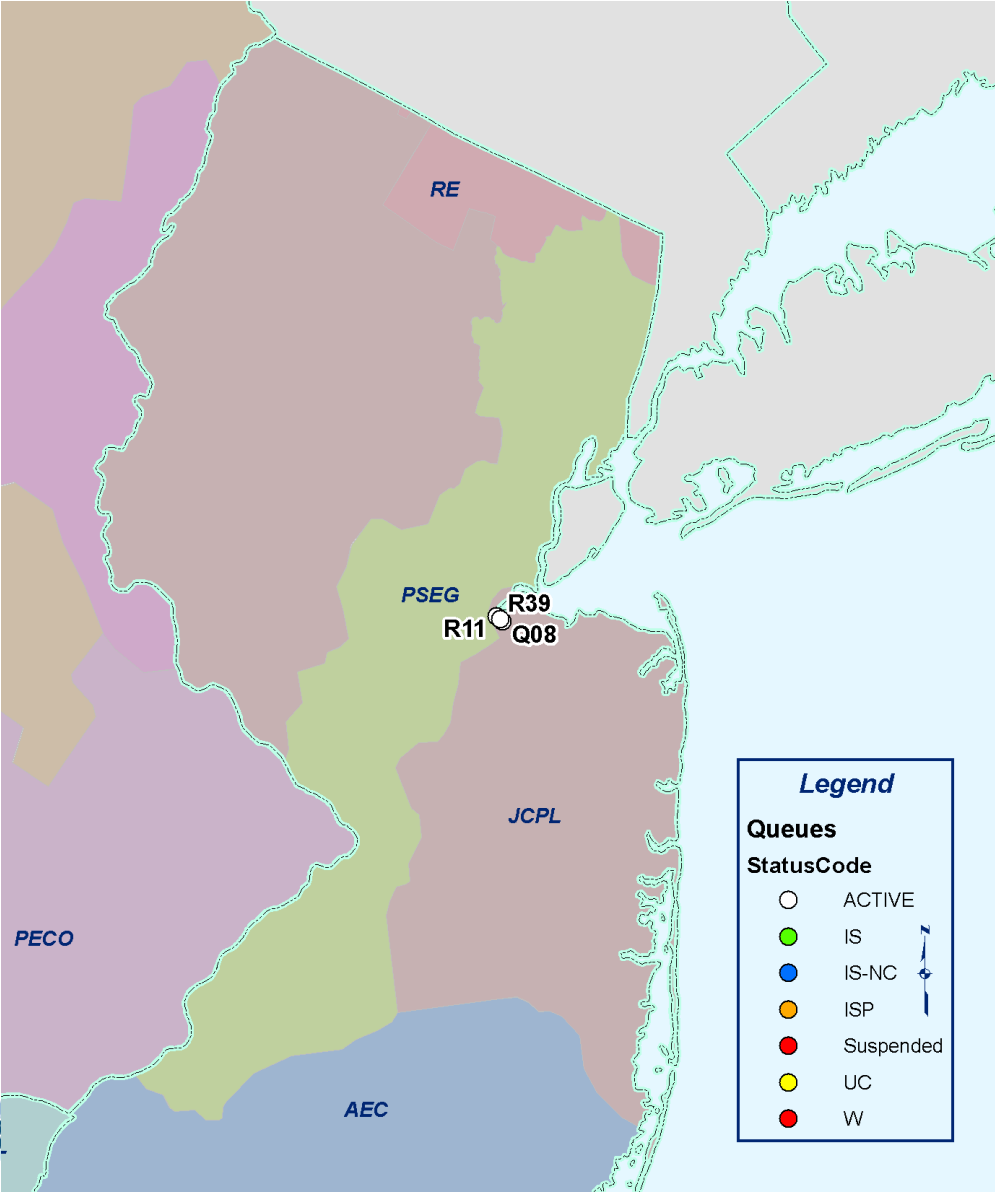 RE
PSEG
R39
R11
Q08
JCPL
PECO
AEC
Legend
Queues
StatusCode
ACTIVE
IS
IS-NC
ISP
Suspended
UC
W
N